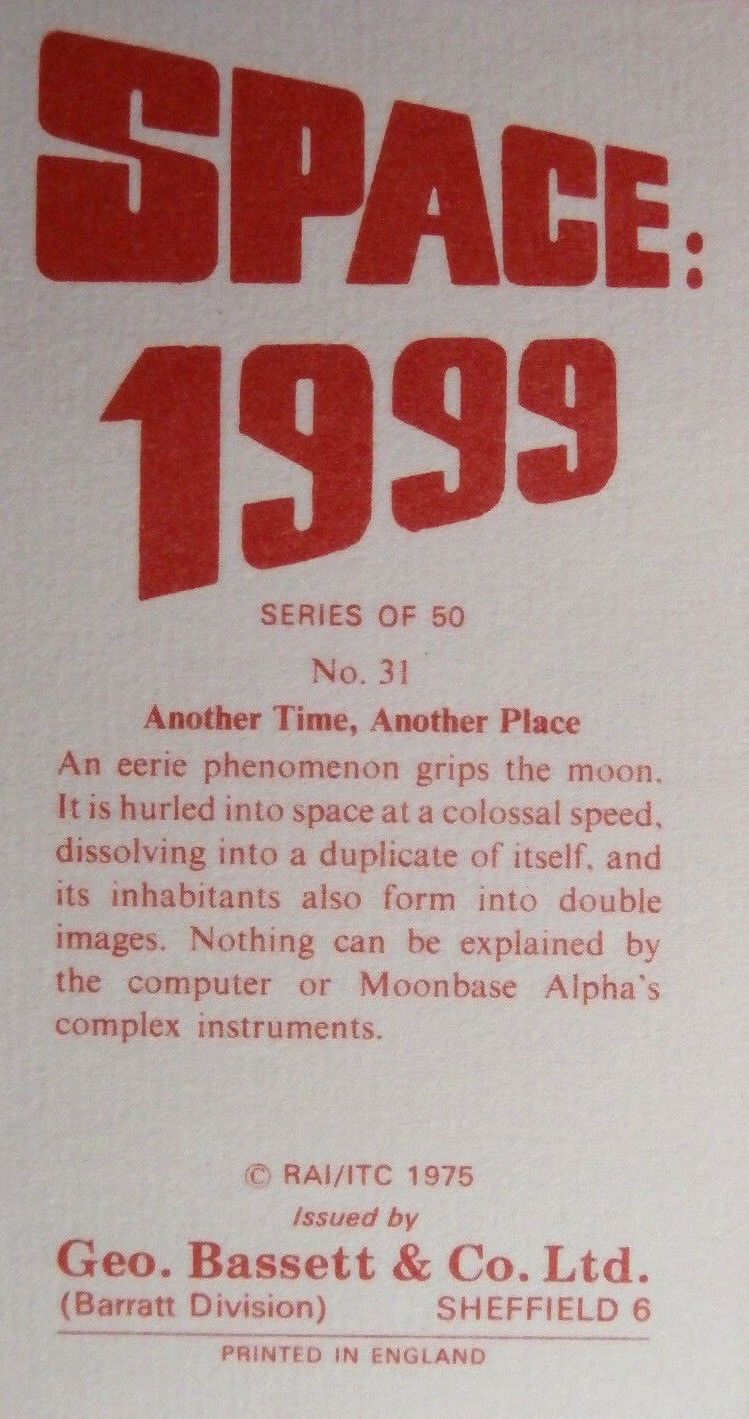 SPACE:
1999
SERIES OF 50
No. 31
Another Time, Another Place
An eerie phenomenon grips the moon.
It is hurled into space at a colossal speed,
dissolving into a duplicate of itself, and
its inhabitants also form into double
images. Nothing can be explained by
the computer or Moonbase Alpha's
complex instruments.
© RAI/ITC 1975
Issued by
Geo. Bassett & Co. Ltd.
(Barratt Division) SHEFFIELD 6
PRINTED IN ENGLAND